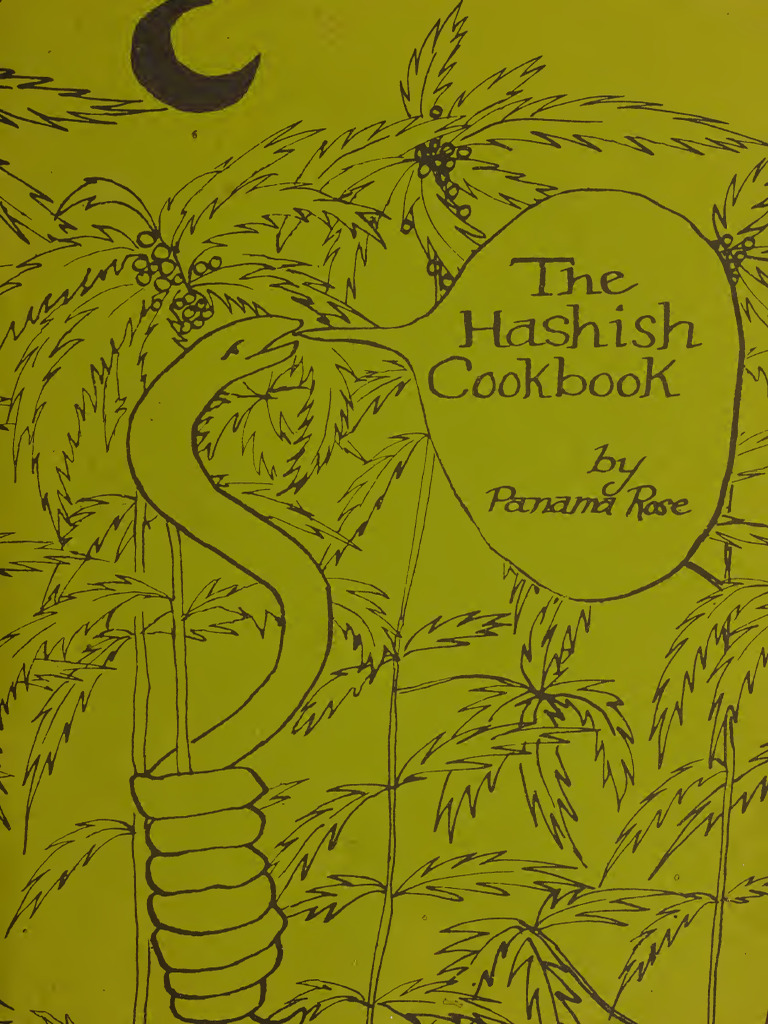 The
Hashish
Cookbook
by
Panama Rose